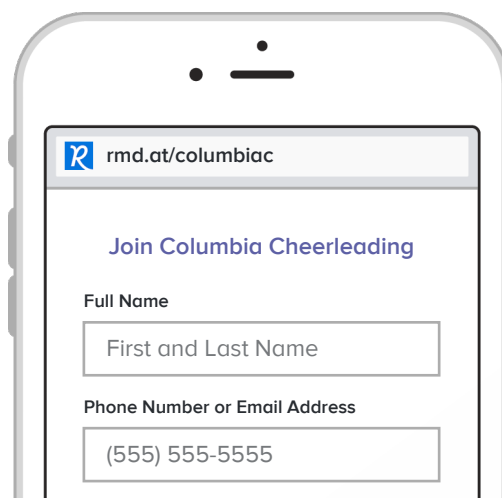 rmd.at/columbiac
Join Columbia Cheerleading
Full Name
First and Last Name
Phone Number or Email Address
(555) 555-5555